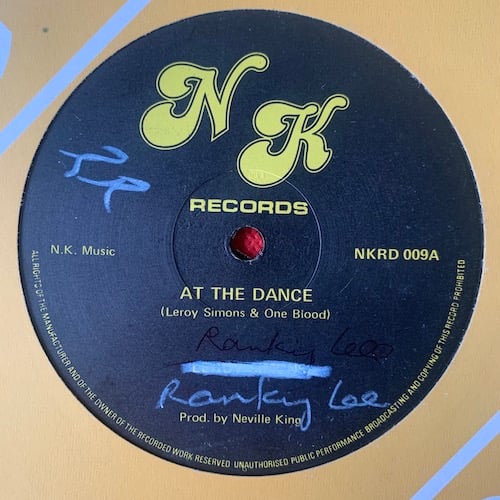 NK
RECORDS
N.K. Music
NKRD 009A
AT THE DANCE
(Leroy Simons & One Blood)
Ranking Lee
Ranking Lee
Prod. by Neville King
ALL RIGHTS OF THE MANUFACTURER AND OF THE OWNER OF THE RECORDED WORK RESERVED UNAUTHORISED PUBLIC PERFORMANCE BROADCASTING AND COPYING OF THIS RECORD PROHIBITED